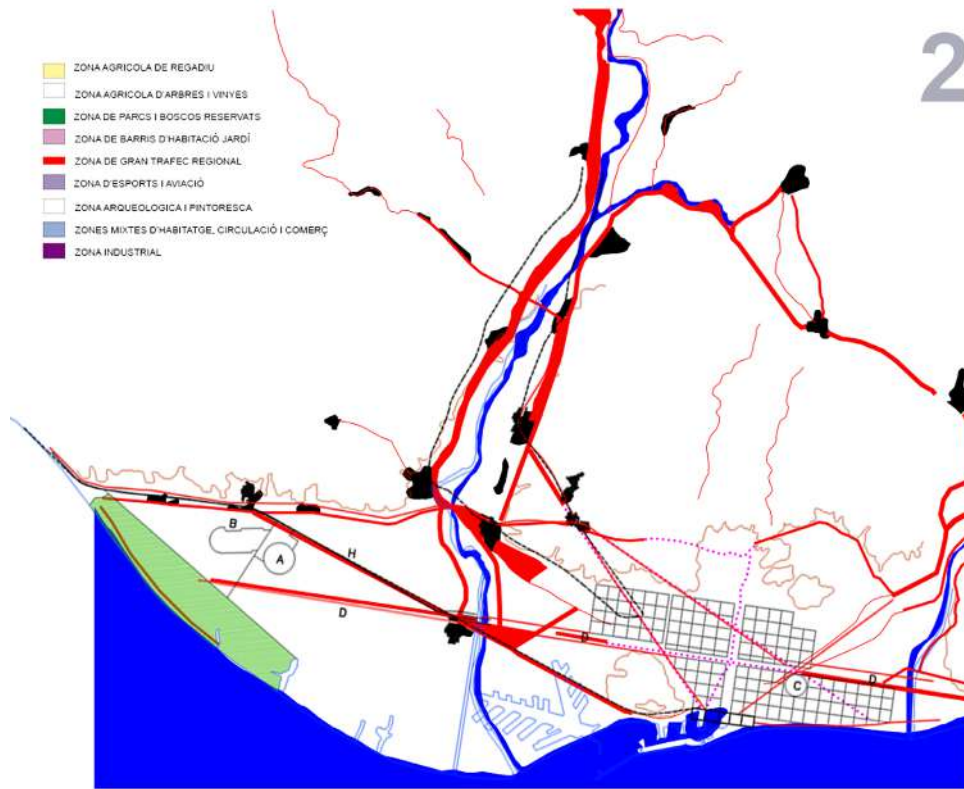 2
ZONA AGRICOLA DE REGADIU
ZONA AGRICOLA D'ARBRES I VINYES
ZONA DE PARCS I BOSCOS RESERVATS
ZONA DE BARRIS D'HABITACIÓ JARDÍ
ZONA DE GRAN TRAFEC REGIONAL
ZONA D'ESPORTS I AVIACIÓ
ZONA ARQUEOLOGICA I PINTORESCA
ZONES MIXTES D'HABITATGE, CIRCULACIÓ I COMERÇ
ZONA INDUSTRIAL
B
A
H
D
D
D
C